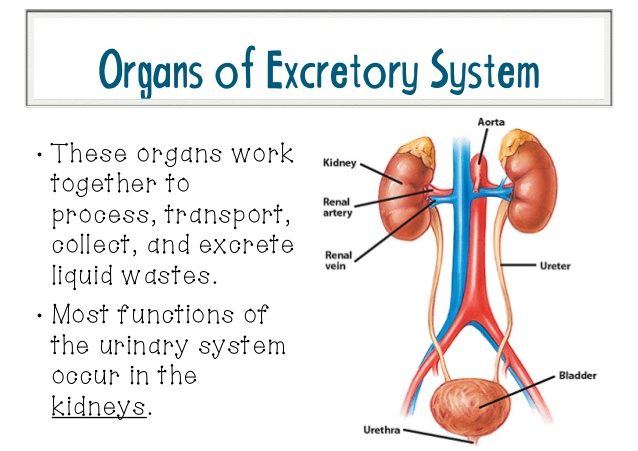 Organs of Excretory System
• These organs work
together to
process, transport,
collect, and excrete
liquid wastes.
• Most functions of
the urinary system
occur in the
kidneys.
Aorta
Kidney
Renal
artery
Renal
vein
Ureter
Bladder
Urethra